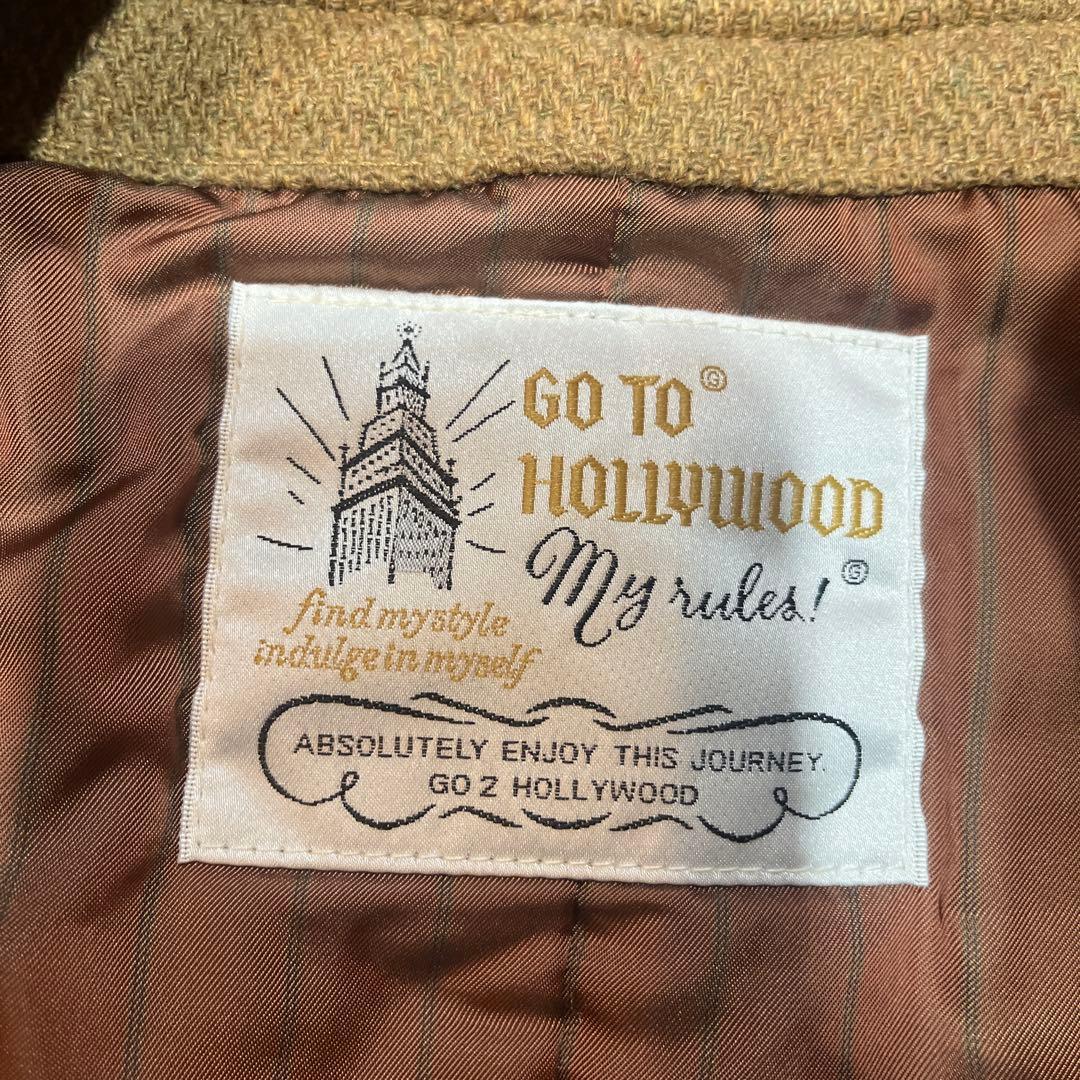 GO TO Ⓖ
HOLLYWOOD
My rules! Ⓖ
find mystyle
indulge in myself
ABSOLUTELY ENJOY THIS JOURNEY.
GO 2 HOLLYWOOD